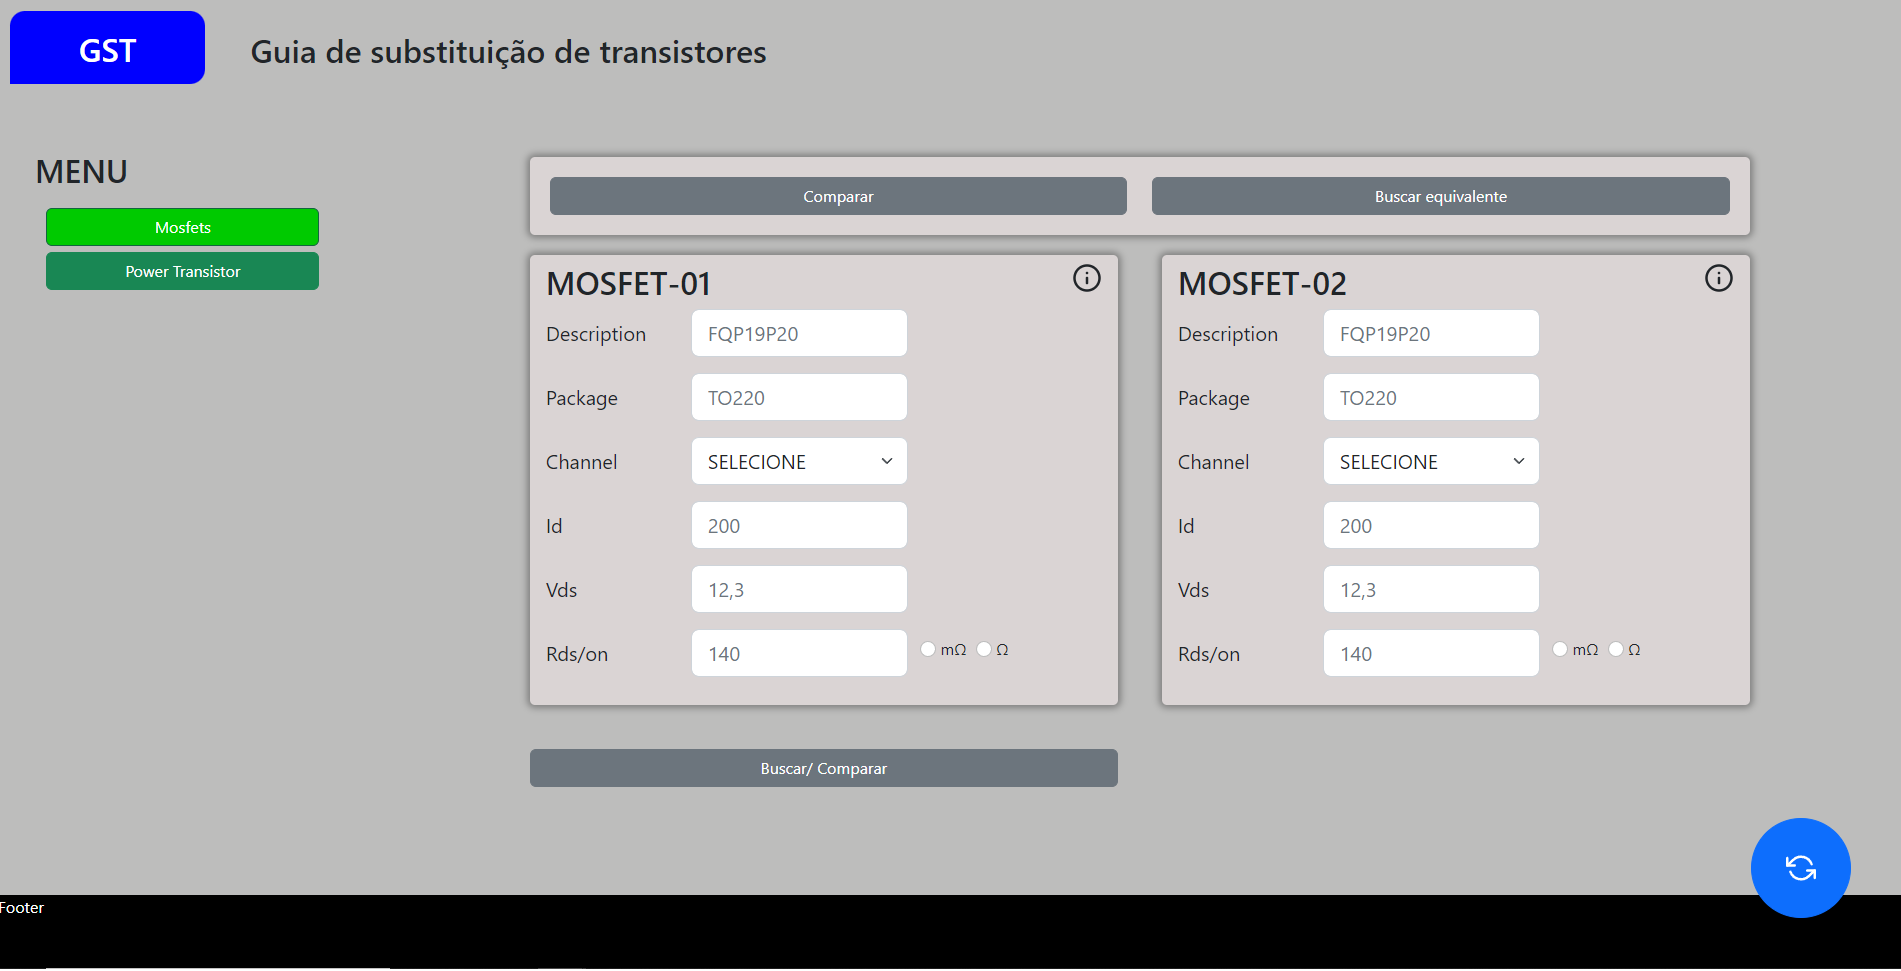 GST
Guia de substituição de transistores
MENU
Mosfets
Power Transistor
Comparar
Buscar equivalente
MOSFET-01
Description
FQP19P20
Package
TO220
Channel
SELECIONE
Id
200
Vds
12,3
Rds/on
140
mΩ
Ω
MOSFET-02
Description
FQP19P20
Package
TO220
Channel
SELECIONE
Id
200
Vds
12,3
Rds/on
140
mΩ
Ω
Buscar/ Comparar
Footer